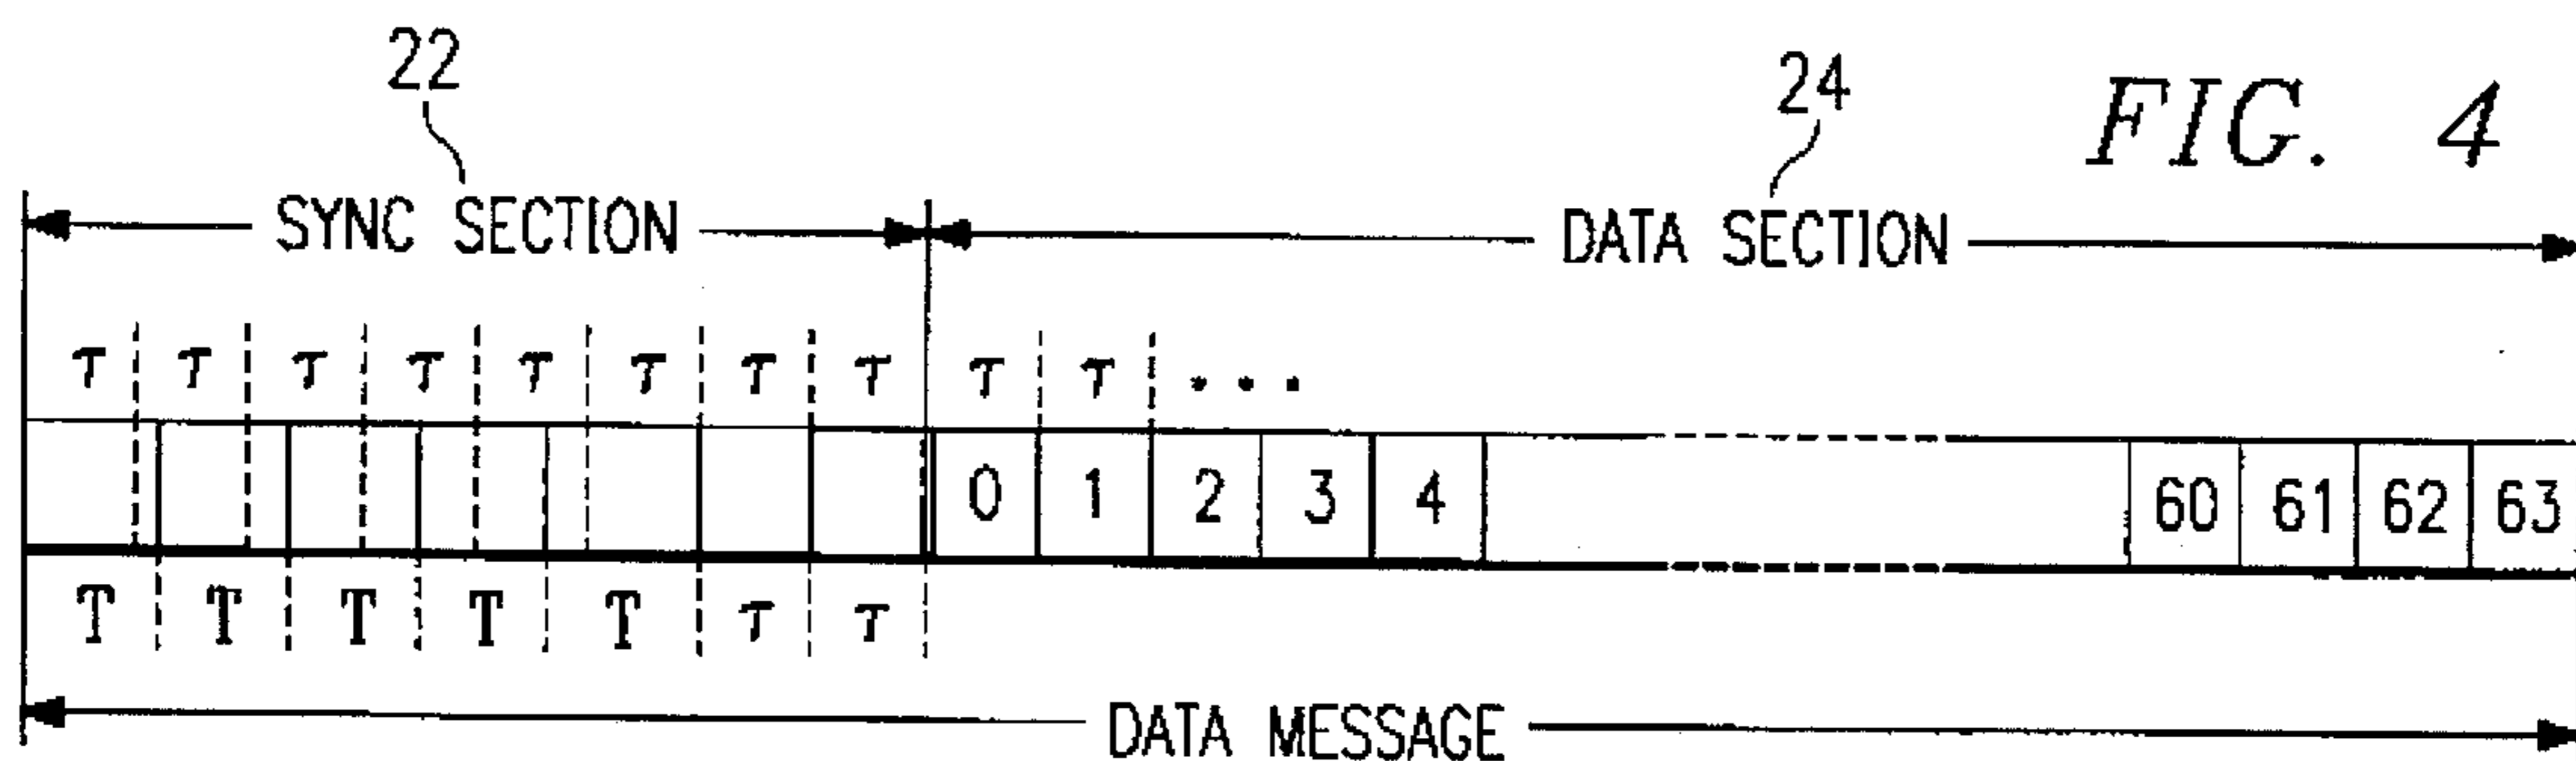 22
24
FIG. 4
SYNC SECTION
DATA SECTION
τ τ τ τ τ τ τ τ τ τ ...
0 1 2 3 4 60 61 62 63
T T T T T τ τ
DATA MESSAGE